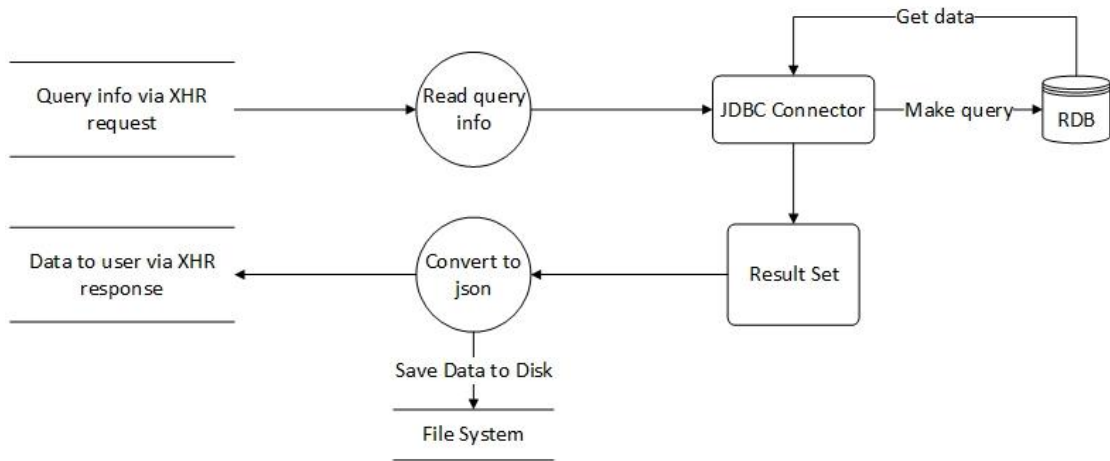 Get data
Query info via XHR
request
Read query
info
JDBC Connector
Make query
RDB
Data to user via XHR
response
Convert to
json
Result Set
Save Data to Disk
File System